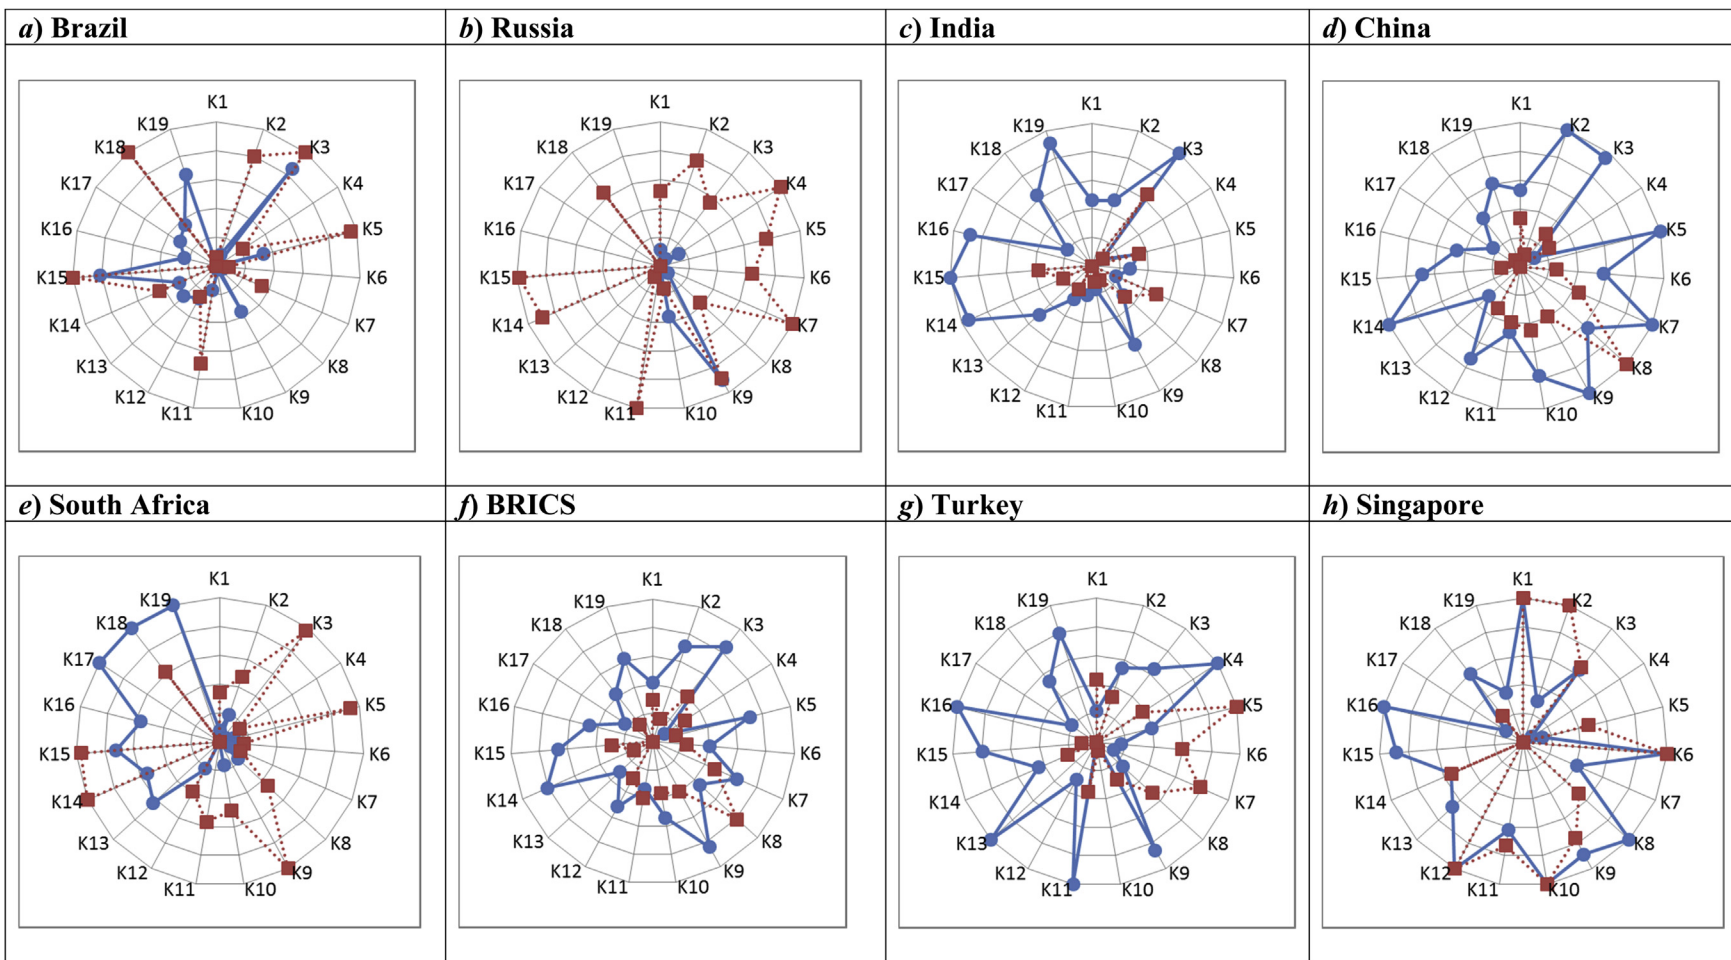 a) Brazil
b) Russia
c) India
d) China
K1
K2
K3
K4
K5
K6
K7
K8
K9
K10
K11
K12
K13
K14
K15
K16
K17
K18
K19
K1
K2
K3
K4
K5
K6
K7
K8
K9
K10
K11
K12
K13
K14
K15
K16
K17
K18
K19
K1
K2
K3
K4
K5
K6
K7
K8
K9
K10
K11
K12
K13
K14
K15
K16
K17
K18
K19
K1
K2
K3
K4
K5
K6
K7
K8
K9
K10
K11
K12
K13
K14
K15
K16
K17
K18
K19
e) South Africa
f) BRICS
g) Turkey
h) Singapore
K1
K2
K3
K4
K5
K6
K7
K8
K9
K10
K11
K12
K13
K14
K15
K16
K17
K18
K19
K1
K2
K3
K4
K5
K6
K7
K8
K9
K10
K11
K12
K13
K14
K15
K16
K17
K18
K19
K1
K2
K3
K4
K5
K6
K7
K8
K9
K10
K11
K12
K13
K14
K15
K16
K17
K18
K19
K1
K2
K3
K4
K5
K6
K7
K8
K9
K10
K11
K12
K13
K14
K15
K16
K17
K18
K19